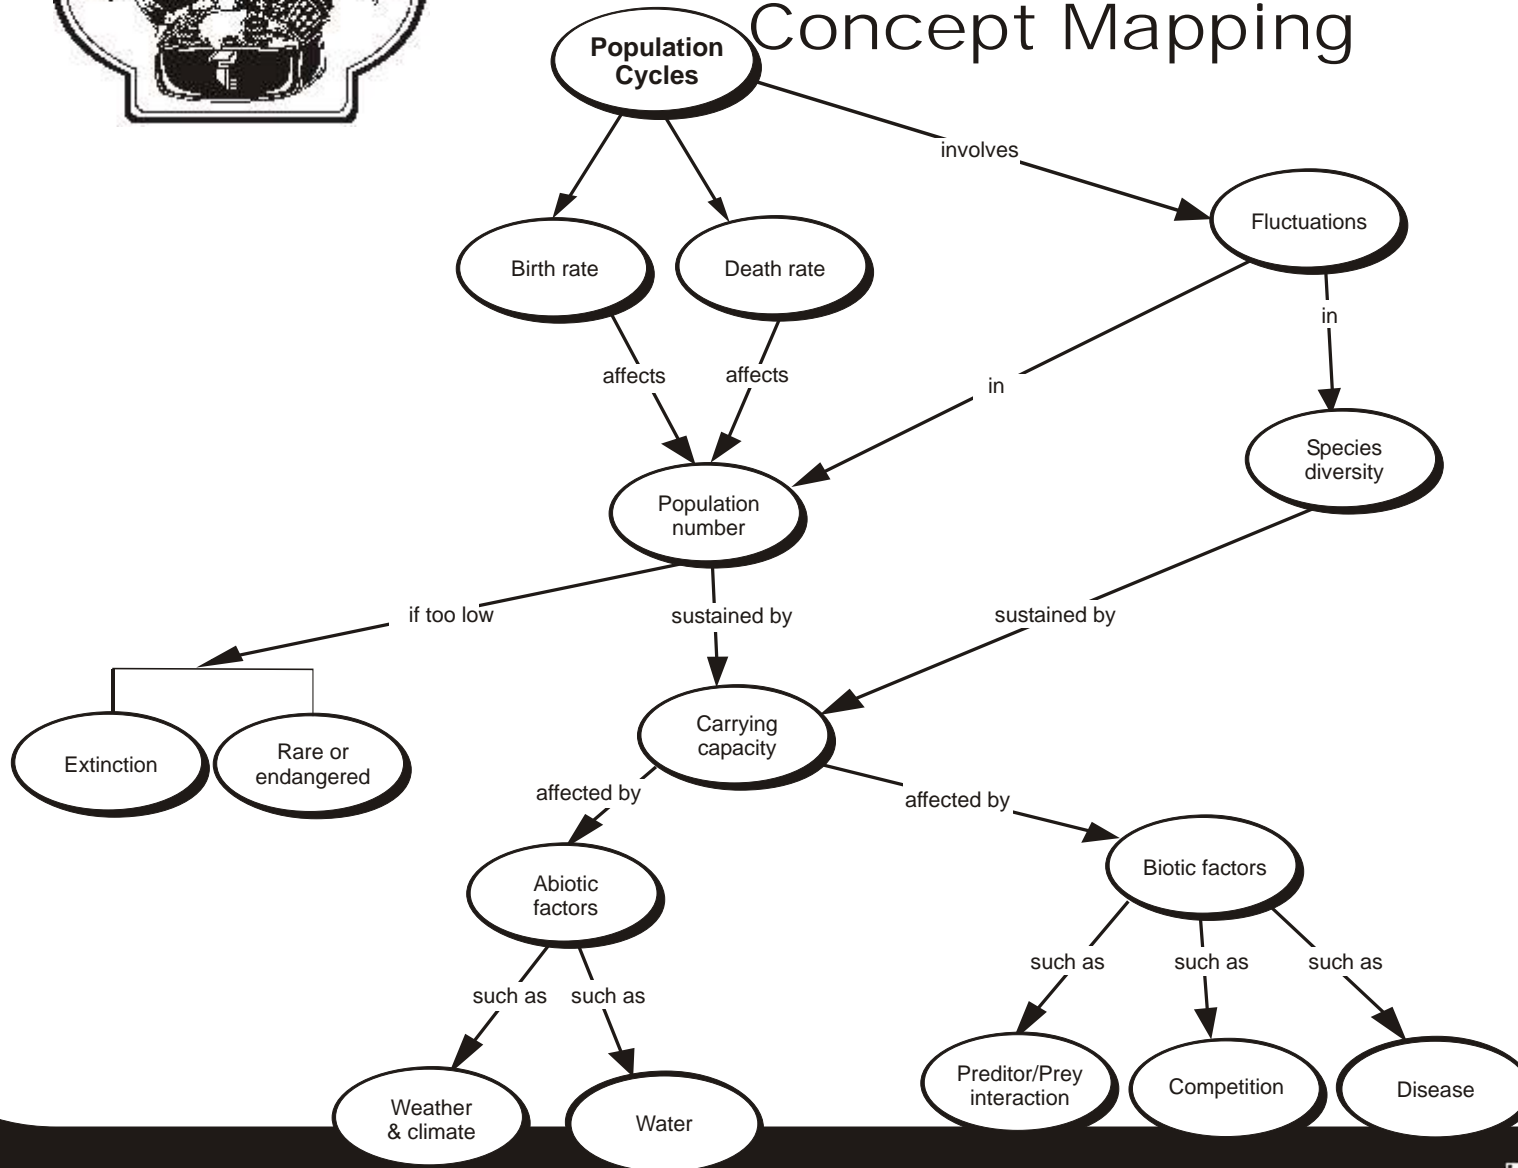 Concept Mapping
Population
Cycles
involves
Fluctuations
Birth rate
Death rate
in
affects
affects
in
Species
diversity
Population
number
if too low
sustained by
sustained by
Carrying
capacity
Extinction
Rare or
endangered
affected by
affected by
Biotic factors
Abiotic
factors
such as
such as
such as
such as
such as
Preditor/Prey
interaction
Competition
Disease
Weather
& climate
Water